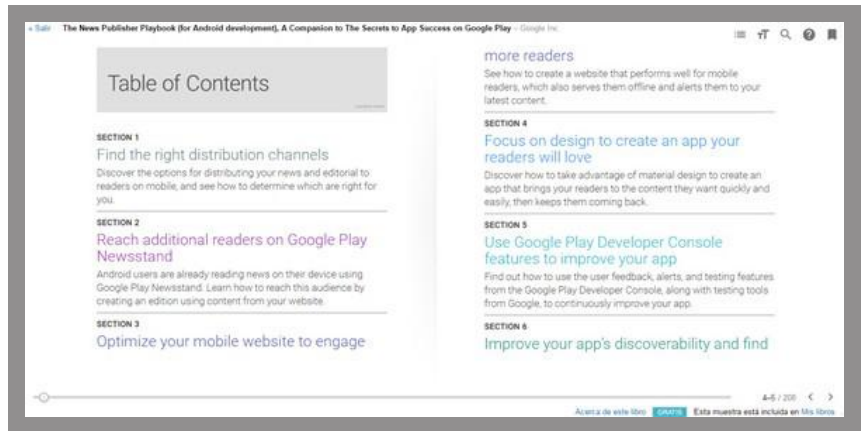 « Salir The News Publisher Playbook (for Android development), A Companion to The Secrets to App Success on Google Play - Google Inc.
Table of Contents
SECTION 1
Find the right distribution channels
Discover the options for distributing your news and editorial to
readers on mobile, and see how to determine which are right for
you.
SECTION 2
Reach additional readers on Google Play
Newsstand
Android users are already reading news on their device using
Google Play Newsstand. Learn how to reach this audience by
creating an edition using content from your website.
SECTION 3
Optimize your mobile website to engage
more readers
See how to create a website that performs well for mobile
readers, which also serves them offline and alerts them to your
latest content.
SECTION 4
Focus on design to create an app your
readers will love
Discover how to take advantage of material design to create an
app that brings your readers to the content they want quickly and
easily, then keeps them coming back.
SECTION 5
Use Google Play Developer Console
features to improve your app
Find out how to use the user feedback, alerts, and testing features
from the Google Play Developer Console, along with testing tools
from Google, to continuously improve your app.
SECTION 6
Improve your app's discoverability and find
4-5 / 200
Acerca de este libro GRATIS Esta muestra está incluida en Mis libros